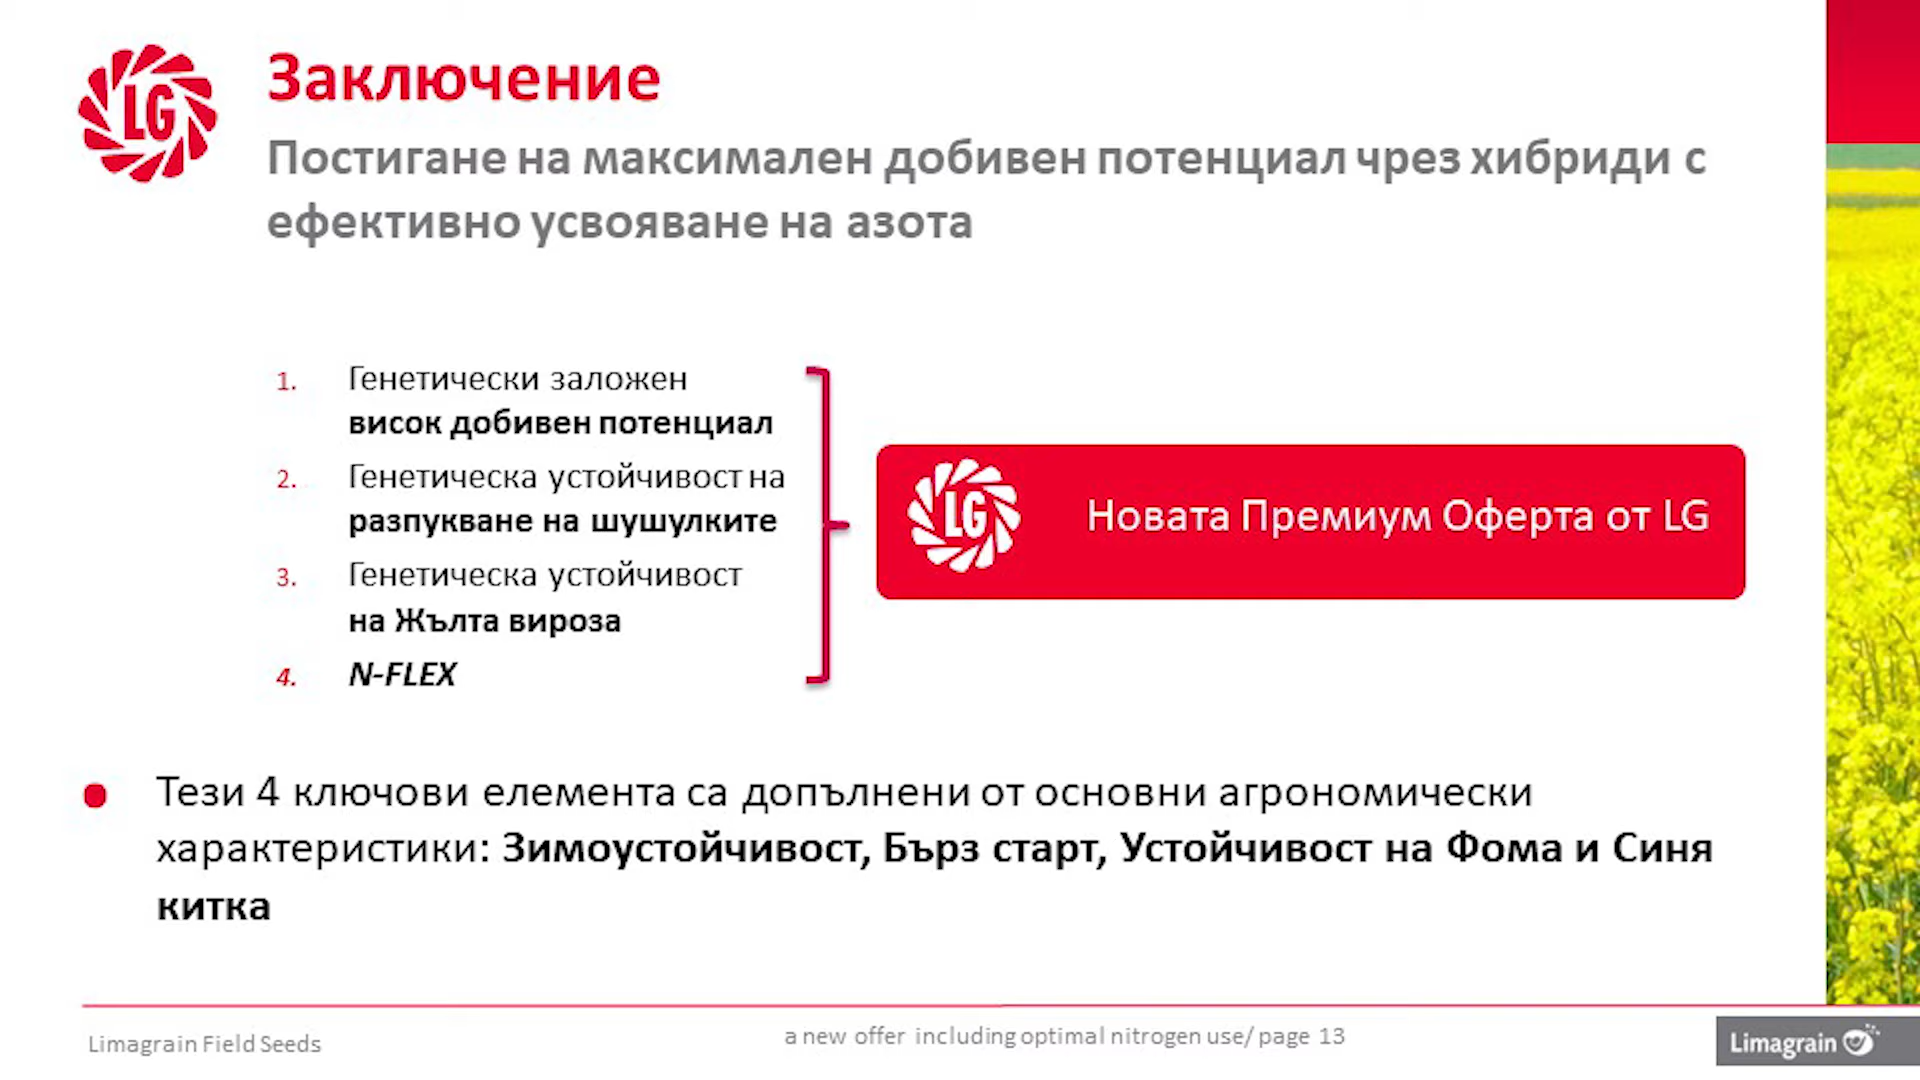 LG
Заключение
Постигане на максимален добивен потенциал чрез хибриди с
ефективно усвояване на азота
1. Генетически заложен
висок добивен потенциал
2. Генетическа устойчивост на
разпукване на шушулките
3. Генетическа устойчивост
на Жълта вироза
4. N-FLEX
LG Новата Премиум Оферта от LG
Тези 4 ключови елемента са допълнени от основни агрономически
характеристики: Зимоустойчивост, Бърз старт, Устойчивост на Фома и Синя
китка
Limagrain Field Seeds
a new offer including optimal nitrogen use/ page 13
Limagrain